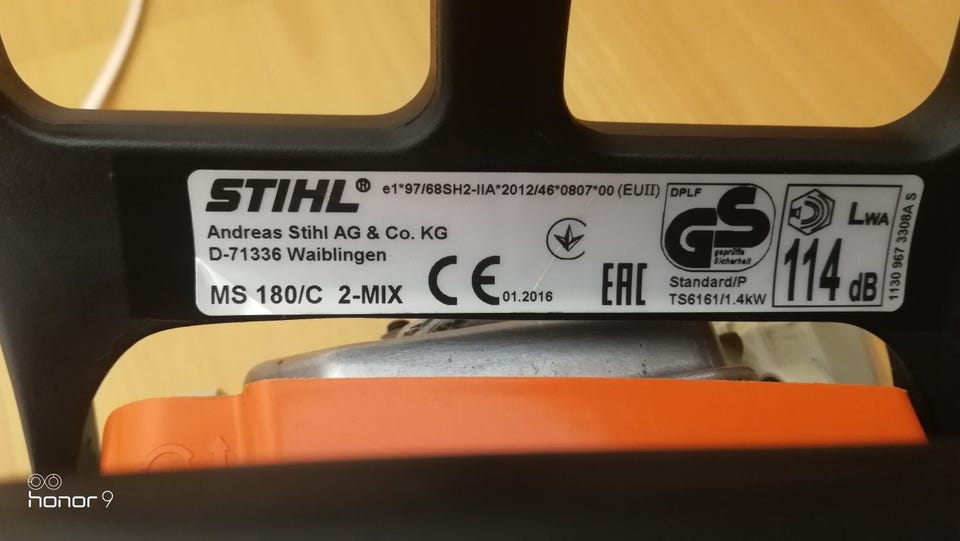 STIHL®
e1*97/68SH2-IIA*2012/46*0807*00 (EUII)
Andreas Stihl AG & Co. KG
D-71336 Waiblingen
MS 180/C 2-MIX
CE 01.2016
EAC
DPLF
GS
geprüfte
Sicherheit
Standard/P
TS6161/1.4kW
LWA
114 dB
1130 967 3308A S
honor 9